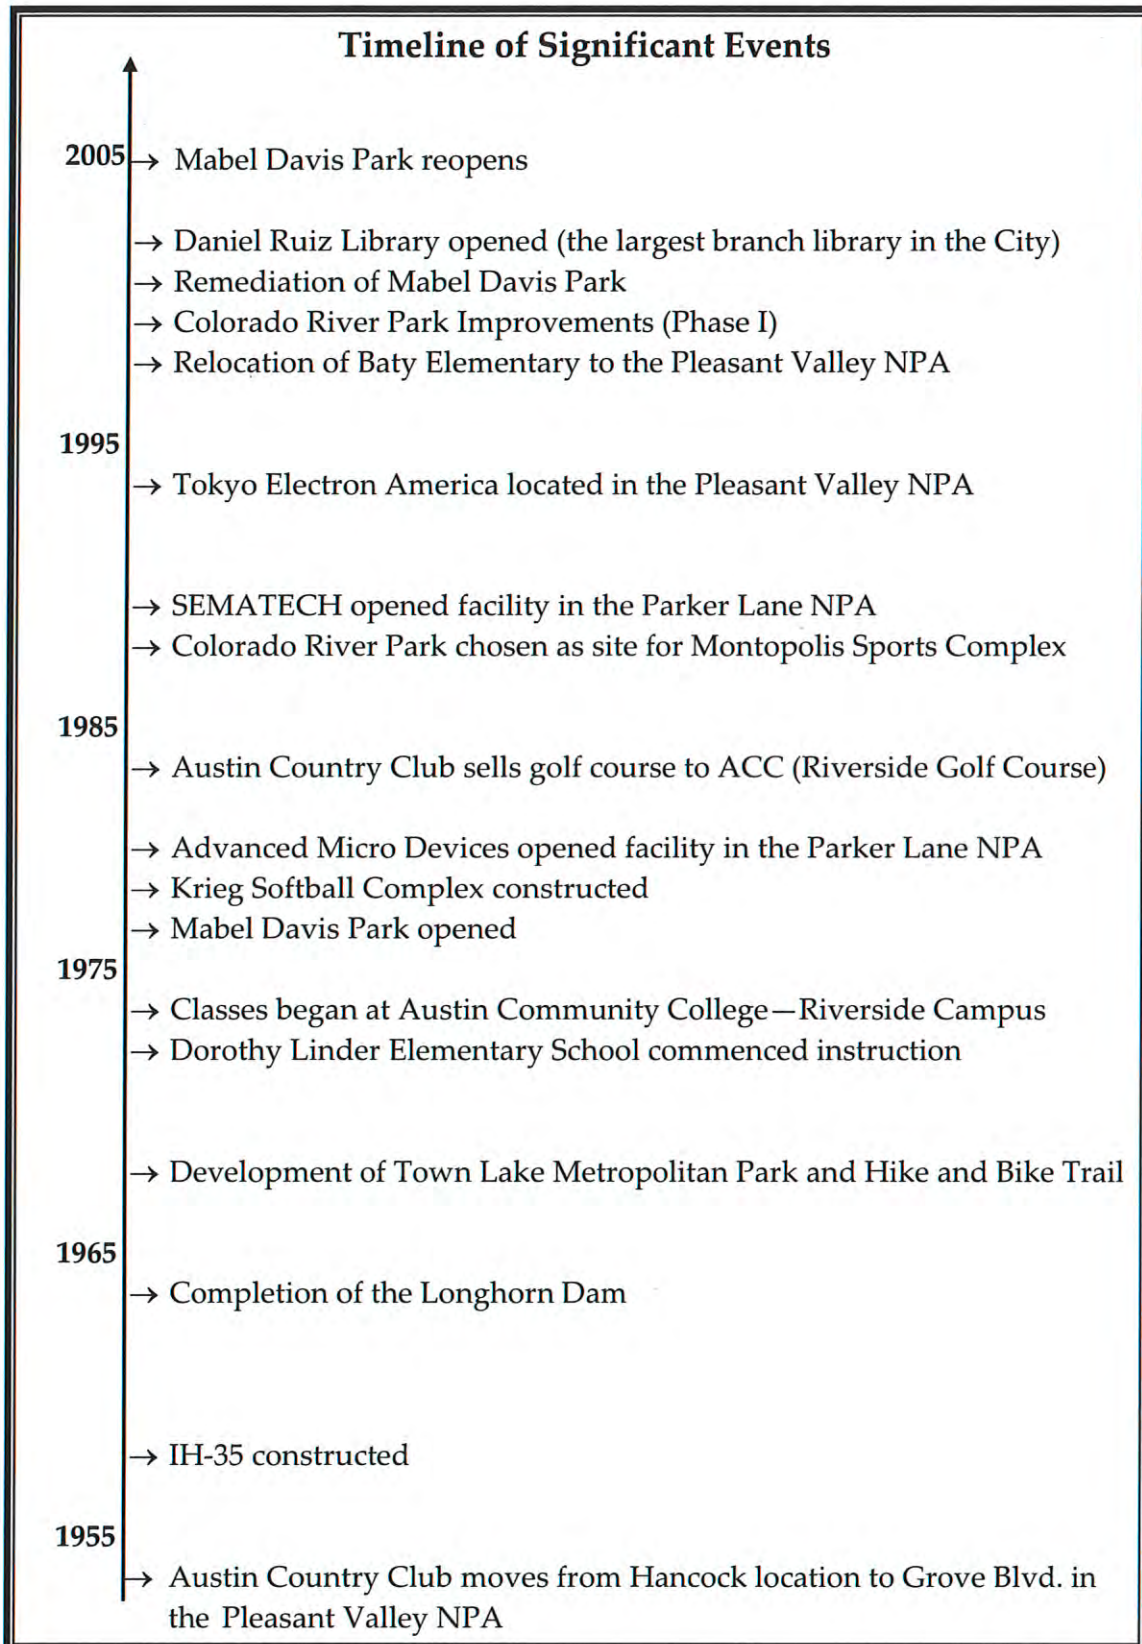 Timeline of Significant Events
2005 → Mabel Davis Park reopens
→ Daniel Ruiz Library opened (the largest branch library in the City)
→ Remediation of Mabel Davis Park
→ Colorado River Park Improvements (Phase I)
→ Relocation of Baty Elementary to the Pleasant Valley NPA
1995
→ Tokyo Electron America located in the Pleasant Valley NPA
→ SEMATECH opened facility in the Parker Lane NPA
→ Colorado River Park chosen as site for Montopolis Sports Complex
1985
→ Austin Country Club sells golf course to ACC (Riverside Golf Course)
→ Advanced Micro Devices opened facility in the Parker Lane NPA
→ Krieg Softball Complex constructed
→ Mabel Davis Park opened
1975
→ Classes began at Austin Community College—Riverside Campus
→ Dorothy Linder Elementary School commenced instruction
→ Development of Town Lake Metropolitan Park and Hike and Bike Trail
1965
→ Completion of the Longhorn Dam
→ IH-35 constructed
1955
→ Austin Country Club moves from Hancock location to Grove Blvd. in
the Pleasant Valley NPA